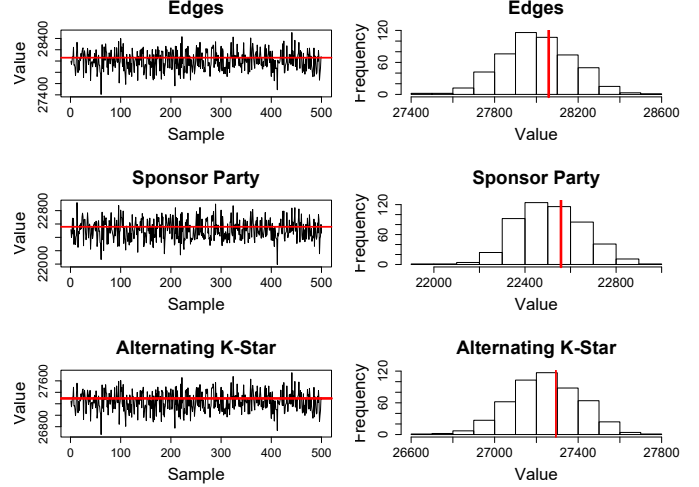 Edges
Value
28400
27400
0 100 200 300 400 500
Sample
Edges
Frequency
120
60
0
27400 27800 28200 28600
Value
Sponsor Party
Value
22800
22000
0 100 200 300 400 500
Sample
Sponsor Party
Frequency
120
60
0
22000 22400 22800
Value
Alternating K-Star
Value
27600
26800
0 100 200 300 400 500
Sample
Alternating K-Star
Frequency
120
60
0
26600 27000 27400 27800
Value